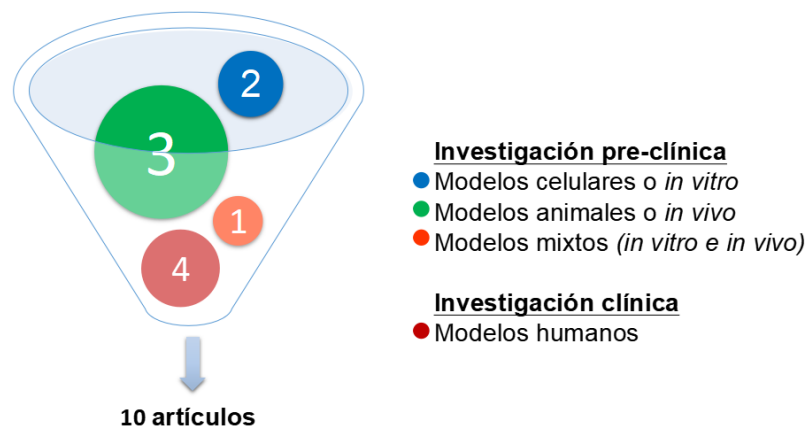 2
3
1
4
10 artículos
Investigación pre-clínica
Modelos celulares o in vitro
Modelos animales o in vivo
Modelos mixtos (in vitro e in vivo)
Investigación clínica
Modelos humanos